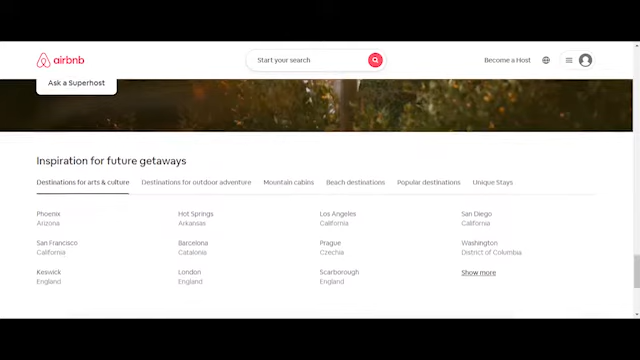 airbnb
Start your search
Become a Host
Ask a Superhost
Inspiration for future getaways
Destinations for arts & culture
Destinations for outdoor adventure
Mountain cabins
Beach destinations
Popular destinations
Unique Stays
Phoenix
Arizona
Hot Springs
Arkansas
Los Angeles
California
San Diego
California
San Francisco
California
Barcelona
Catalonia
Prague
Czechia
Washington
District of Columbia
Keswick
England
London
England
Scarborough
England
Show more